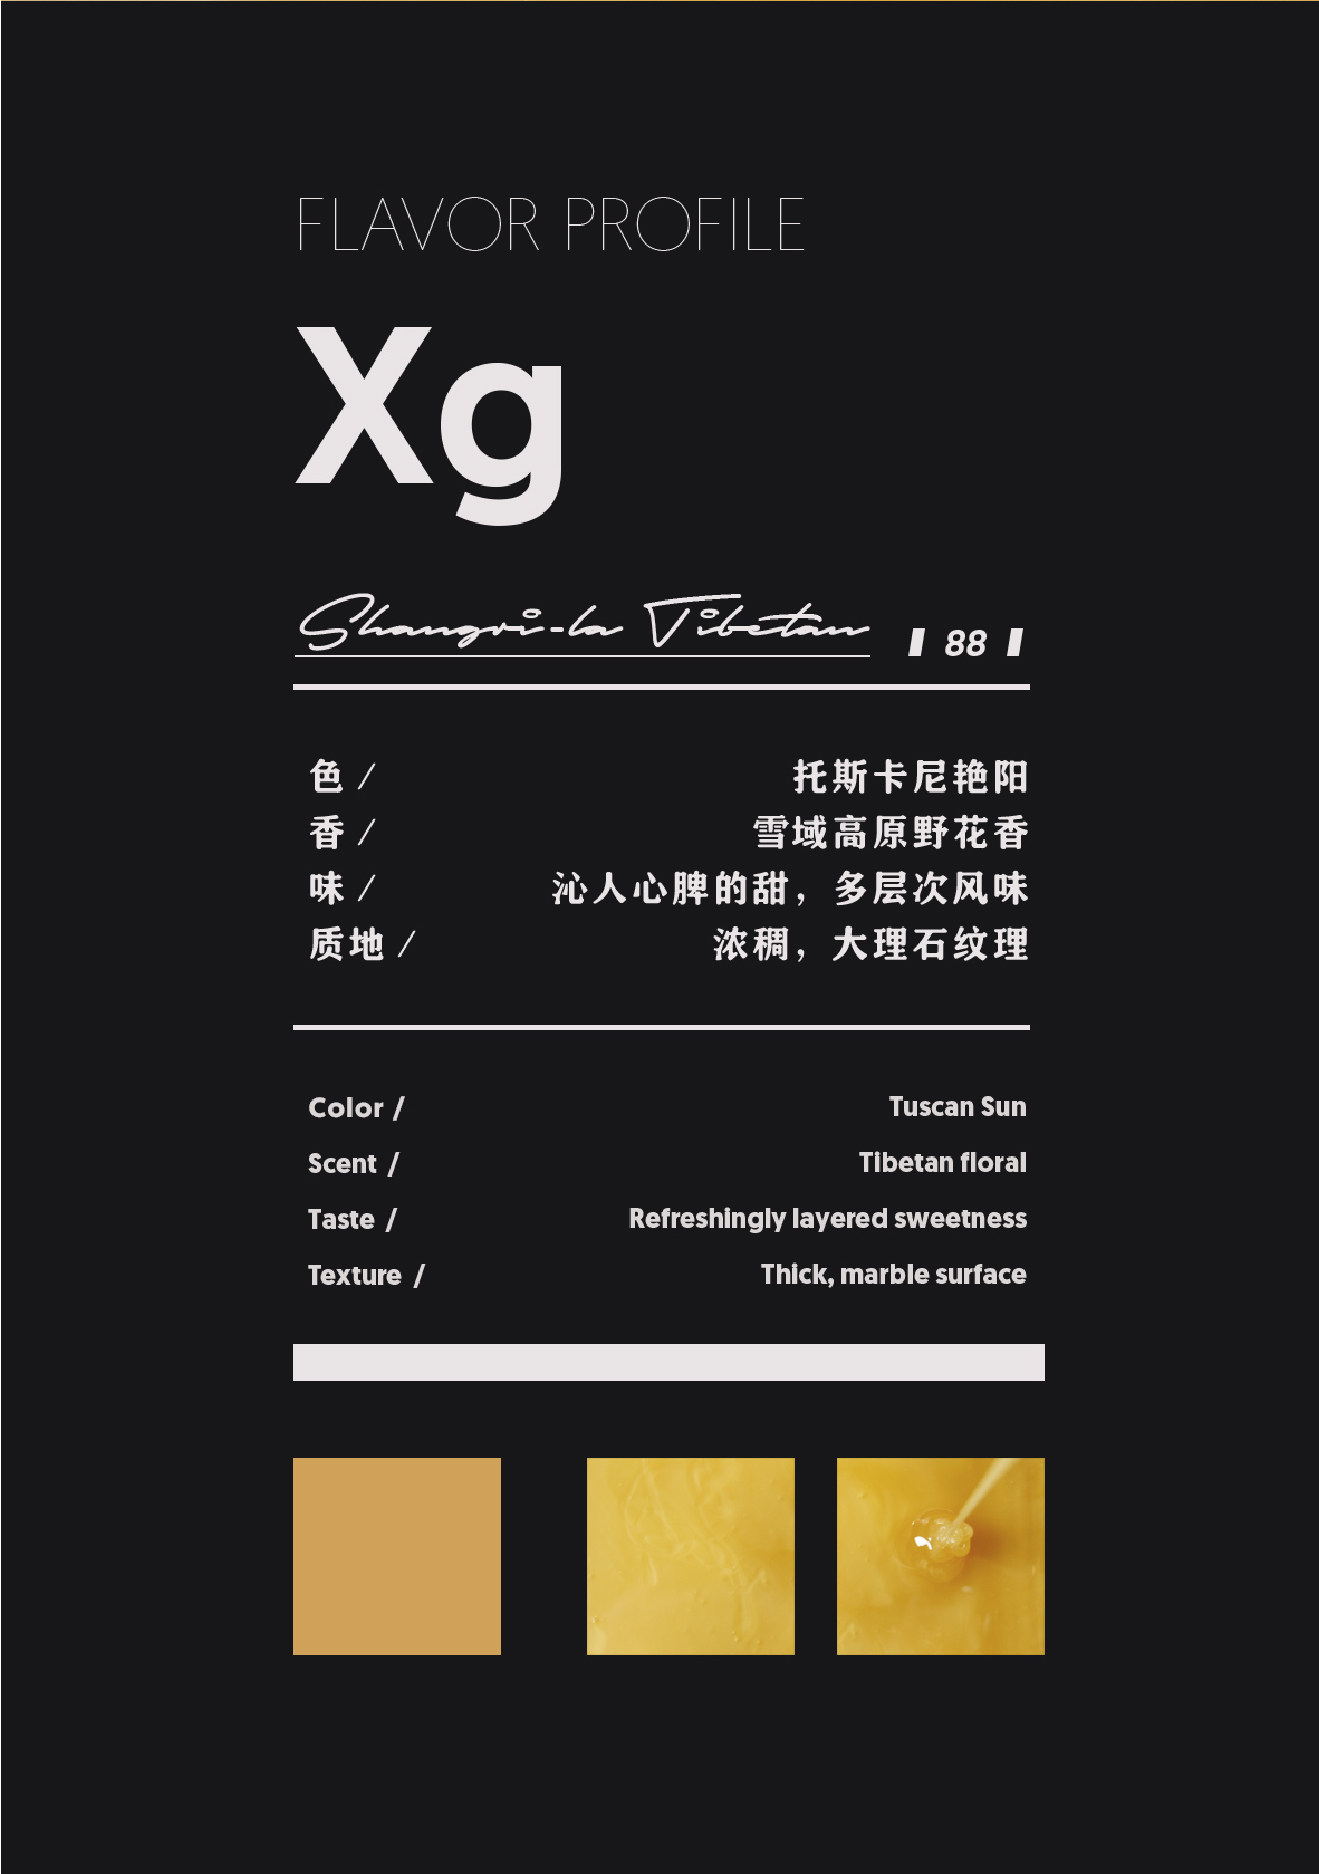 FLAVOR PROFILE
Xg
Shangri-la Tibetan 88
色 / 托斯卡尼艳阳
香 / 雪域高原野花香
味 / 沁人心脾的甜，多层次风味
质地 / 浓稠，大理石纹理
Color / Tuscan Sun
Scent / Tibetan floral
Taste / Refreshingly layered sweetness
Texture / Thick, marble surface